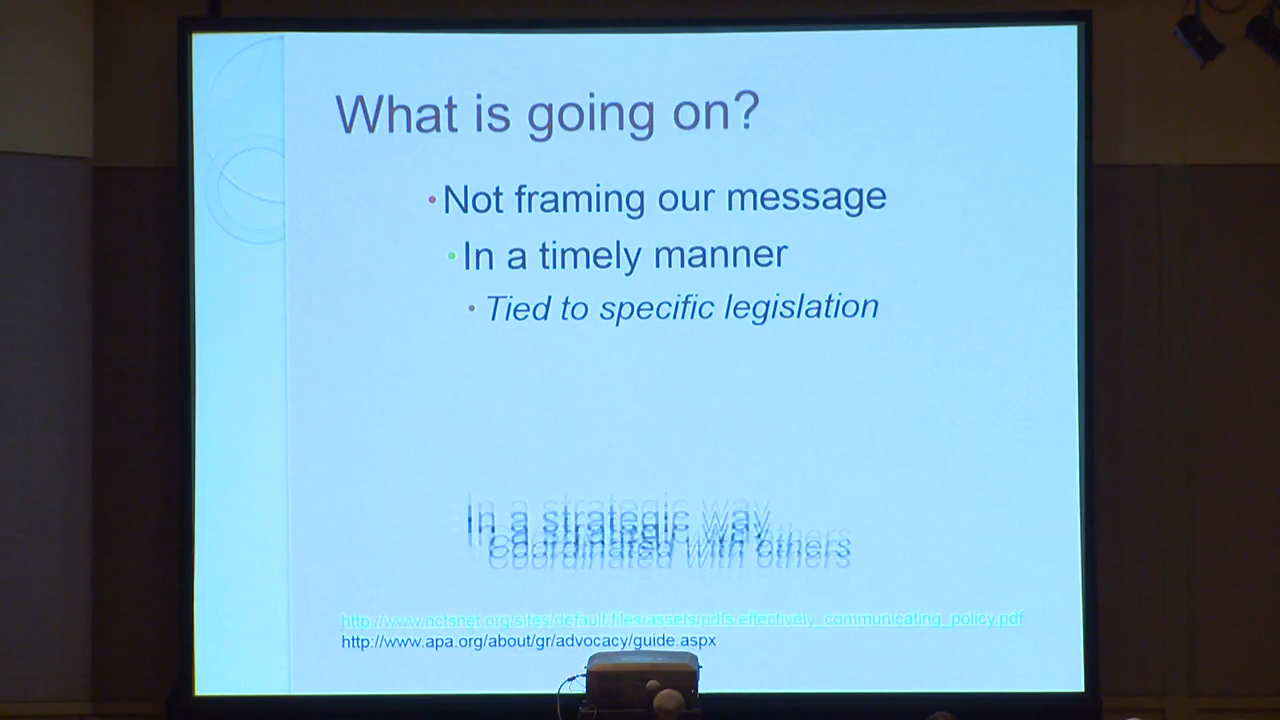 What is going on?
•Not framing our message
•In a timely manner
• Tied to specific legislation
In a strategic way
Coordinated with others
http://www.nctsnet.org/sites/default/files/assets/pdfs/effectively_communicating_policy.pdf
http://www.apa.org/about/gr/advocacy/guide.aspx